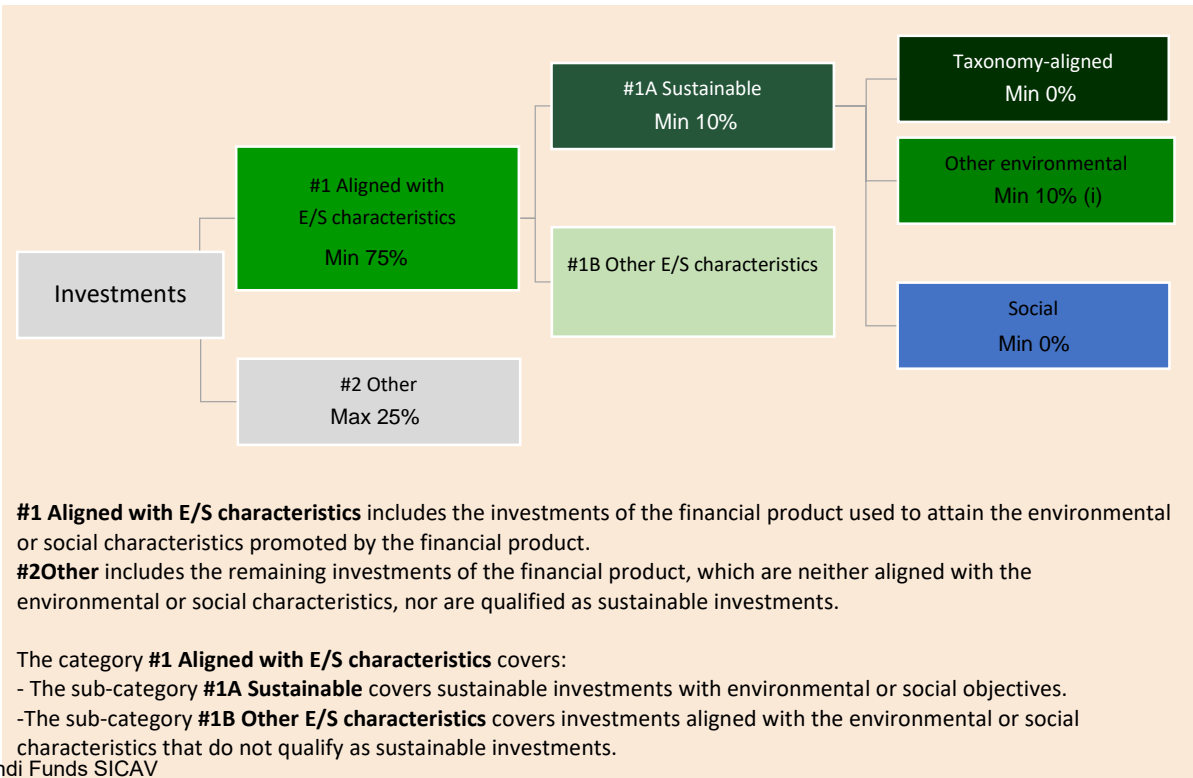 Taxonomy-aligned
Min 0%
#1A Sustainable
Min 10%
Other environmental
Min 10% (i)
#1 Aligned with
E/S characteristics
Min 75%
#1B Other E/S characteristics
Investments
Social
Min 0%
#2 Other
Max 25%
#1 Aligned with E/S characteristics includes the investments of the financial product used to attain the environmental
or social characteristics promoted by the financial product.
#2Other includes the remaining investments of the financial product, which are neither aligned with the
environmental or social characteristics, nor are qualified as sustainable investments.
The category #1 Aligned with E/S characteristics covers:
- The sub-category #1A Sustainable covers sustainable investments with environmental or social objectives.
-The sub-category #1B Other E/S characteristics covers investments aligned with the environmental or social
characteristics that do not qualify as sustainable investments.
Funds SICAV